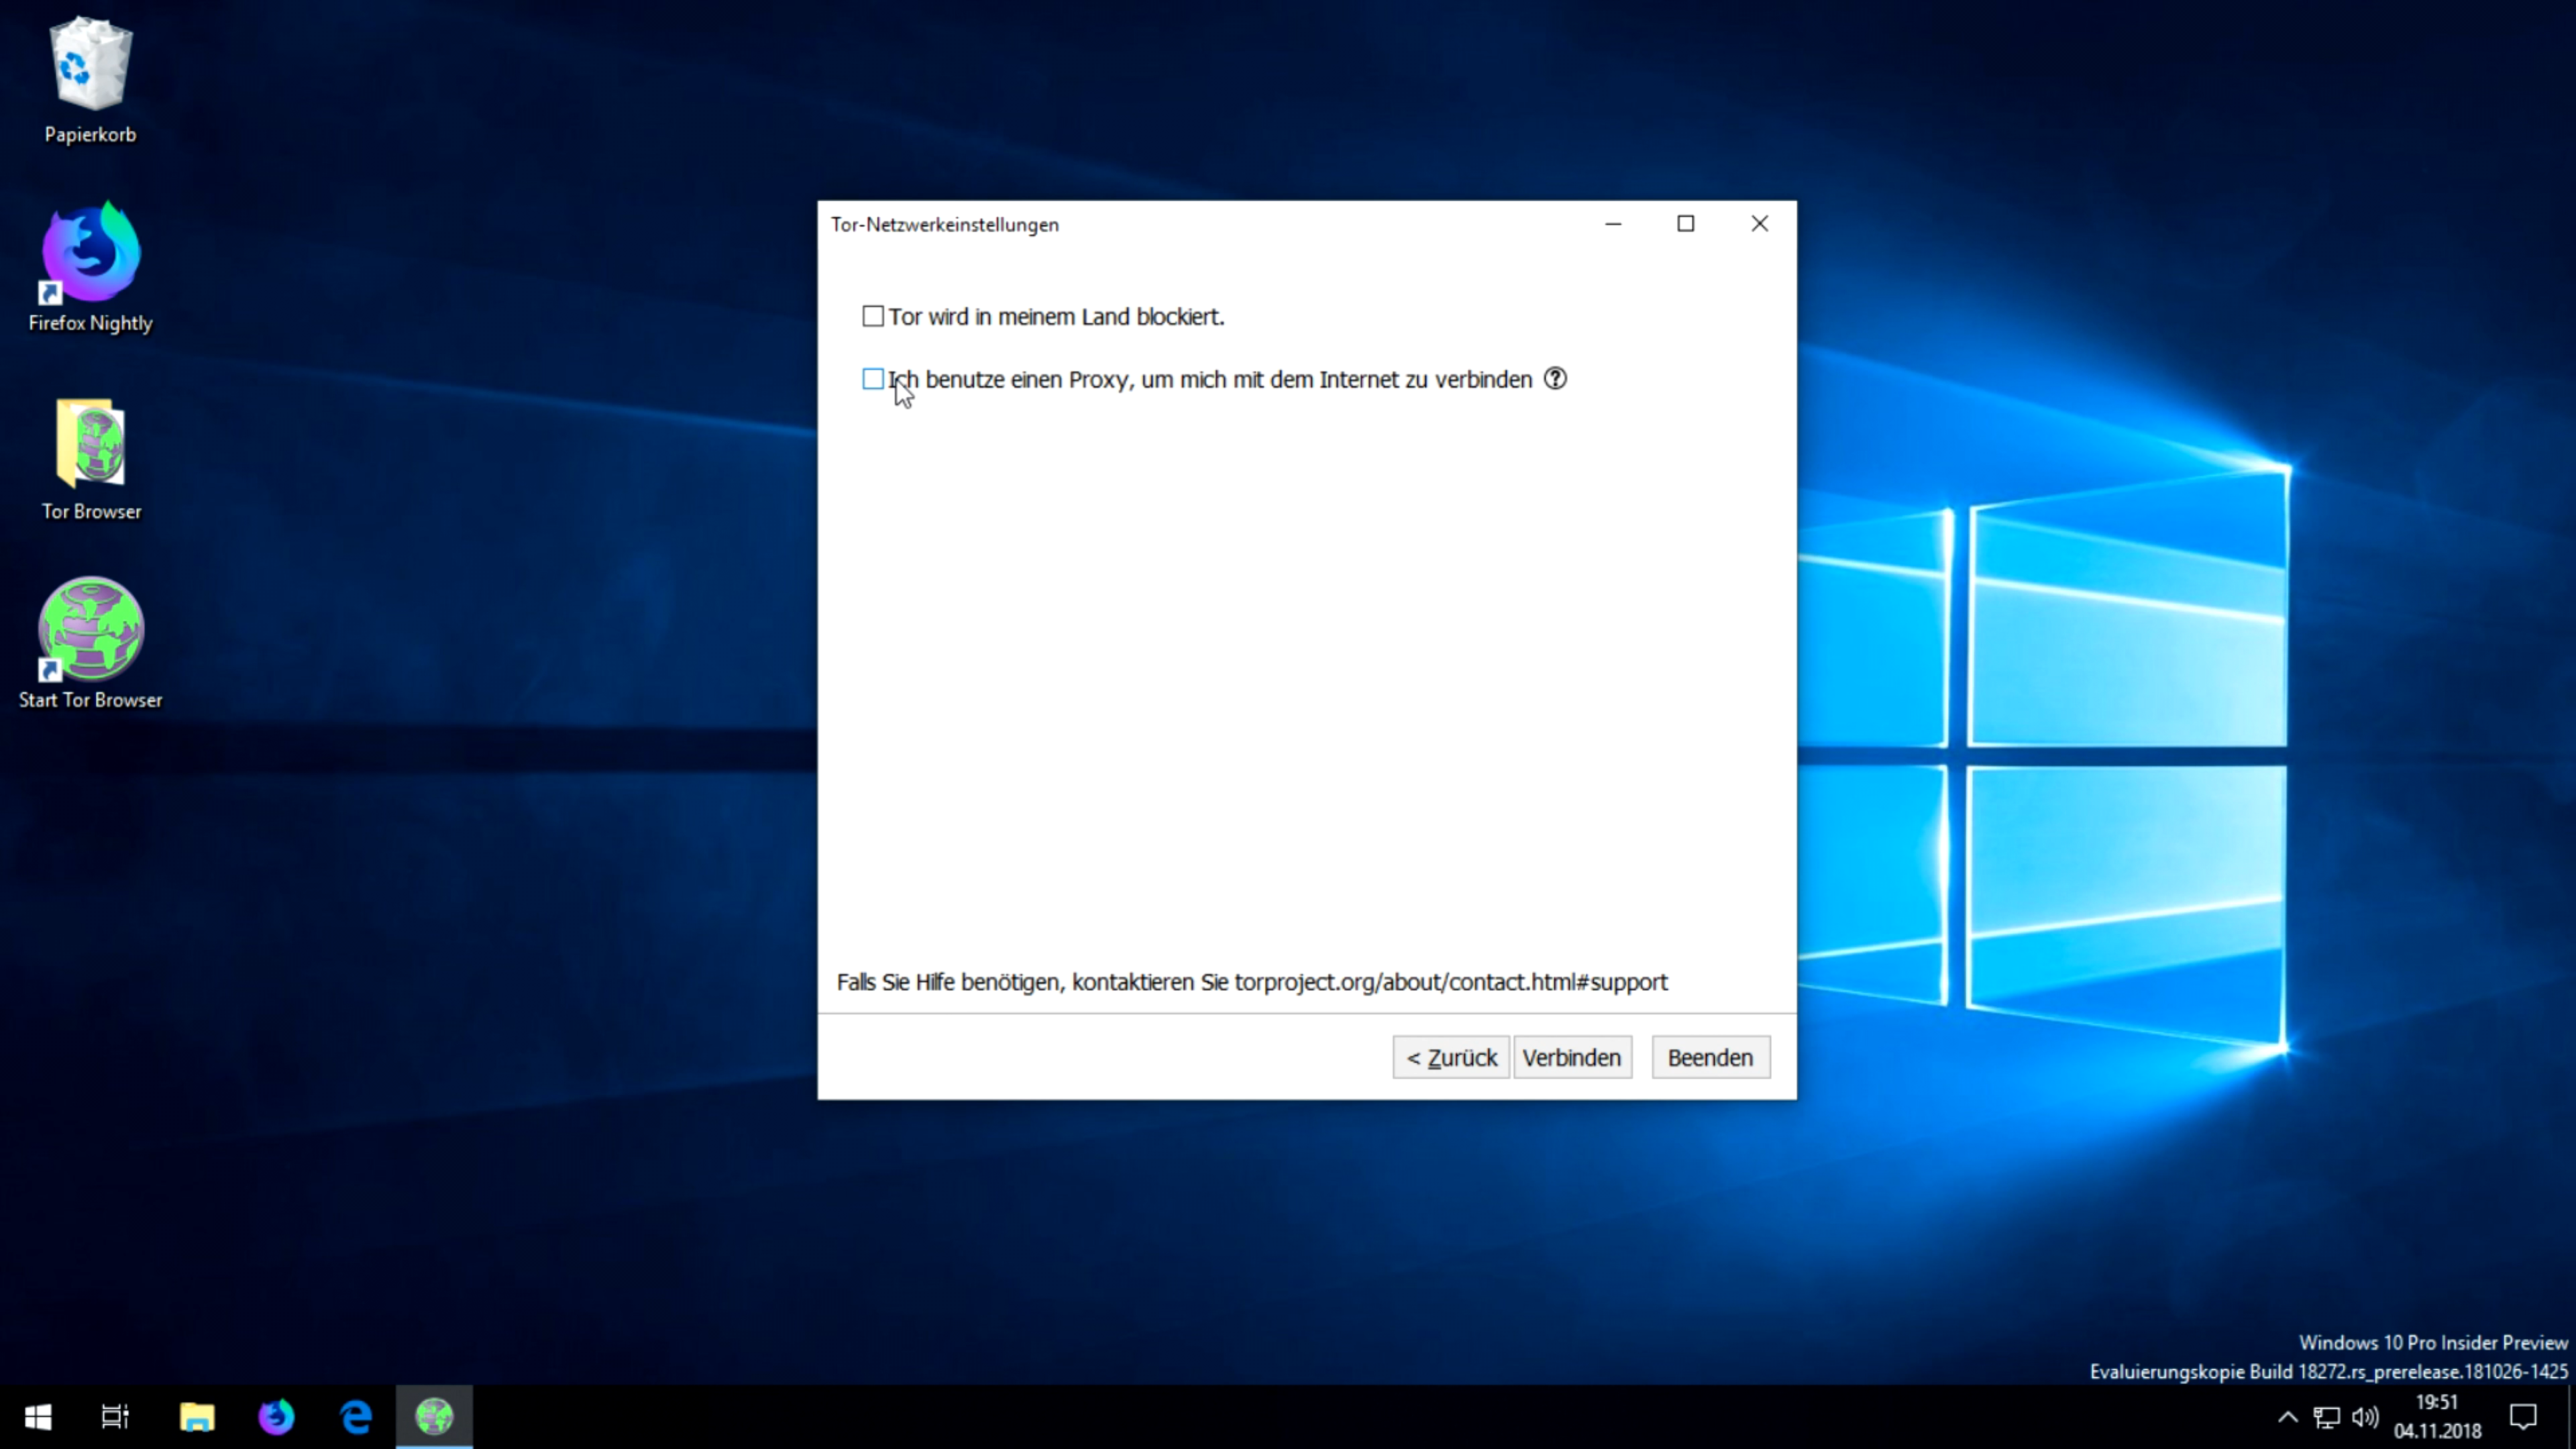 Papierkorb
Firefox Nightly
Tor Browser
Start Tor Browser
Tor-Netzwerkeinstellungen
Tor wird in meinem Land blockiert.
Ich benutze einen Proxy, um mich mit dem Internet zu verbinden ?
Falls Sie Hilfe benötigen, kontaktieren Sie torproject.org/about/contact.html#support
< Zurück
Verbinden
Beenden
Windows 10 Pro Insider Preview
Evaluierungskopie Build 18272.rs_prerelease.181026-1425
19:51
04.11.2018